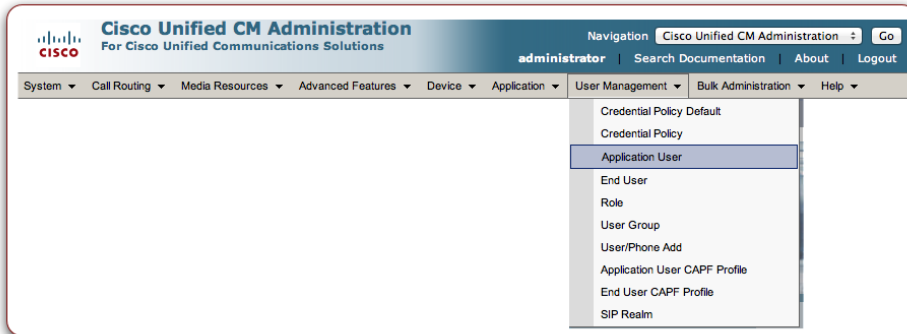 Cisco Unified CM Administration
For Cisco Unified Communications Solutions
CISCO
Navigation Cisco Unified CM Administration Go
administrator | Search Documentation | About | Logout
System Call Routing Media Resources Advanced Features Device Application User Management Bulk Administration Help
Credential Policy Default
Credential Policy
Application User
End User
Role
User Group
User/Phone Add
Application User CAPF Profile
End User CAPF Profile
SIP Realm